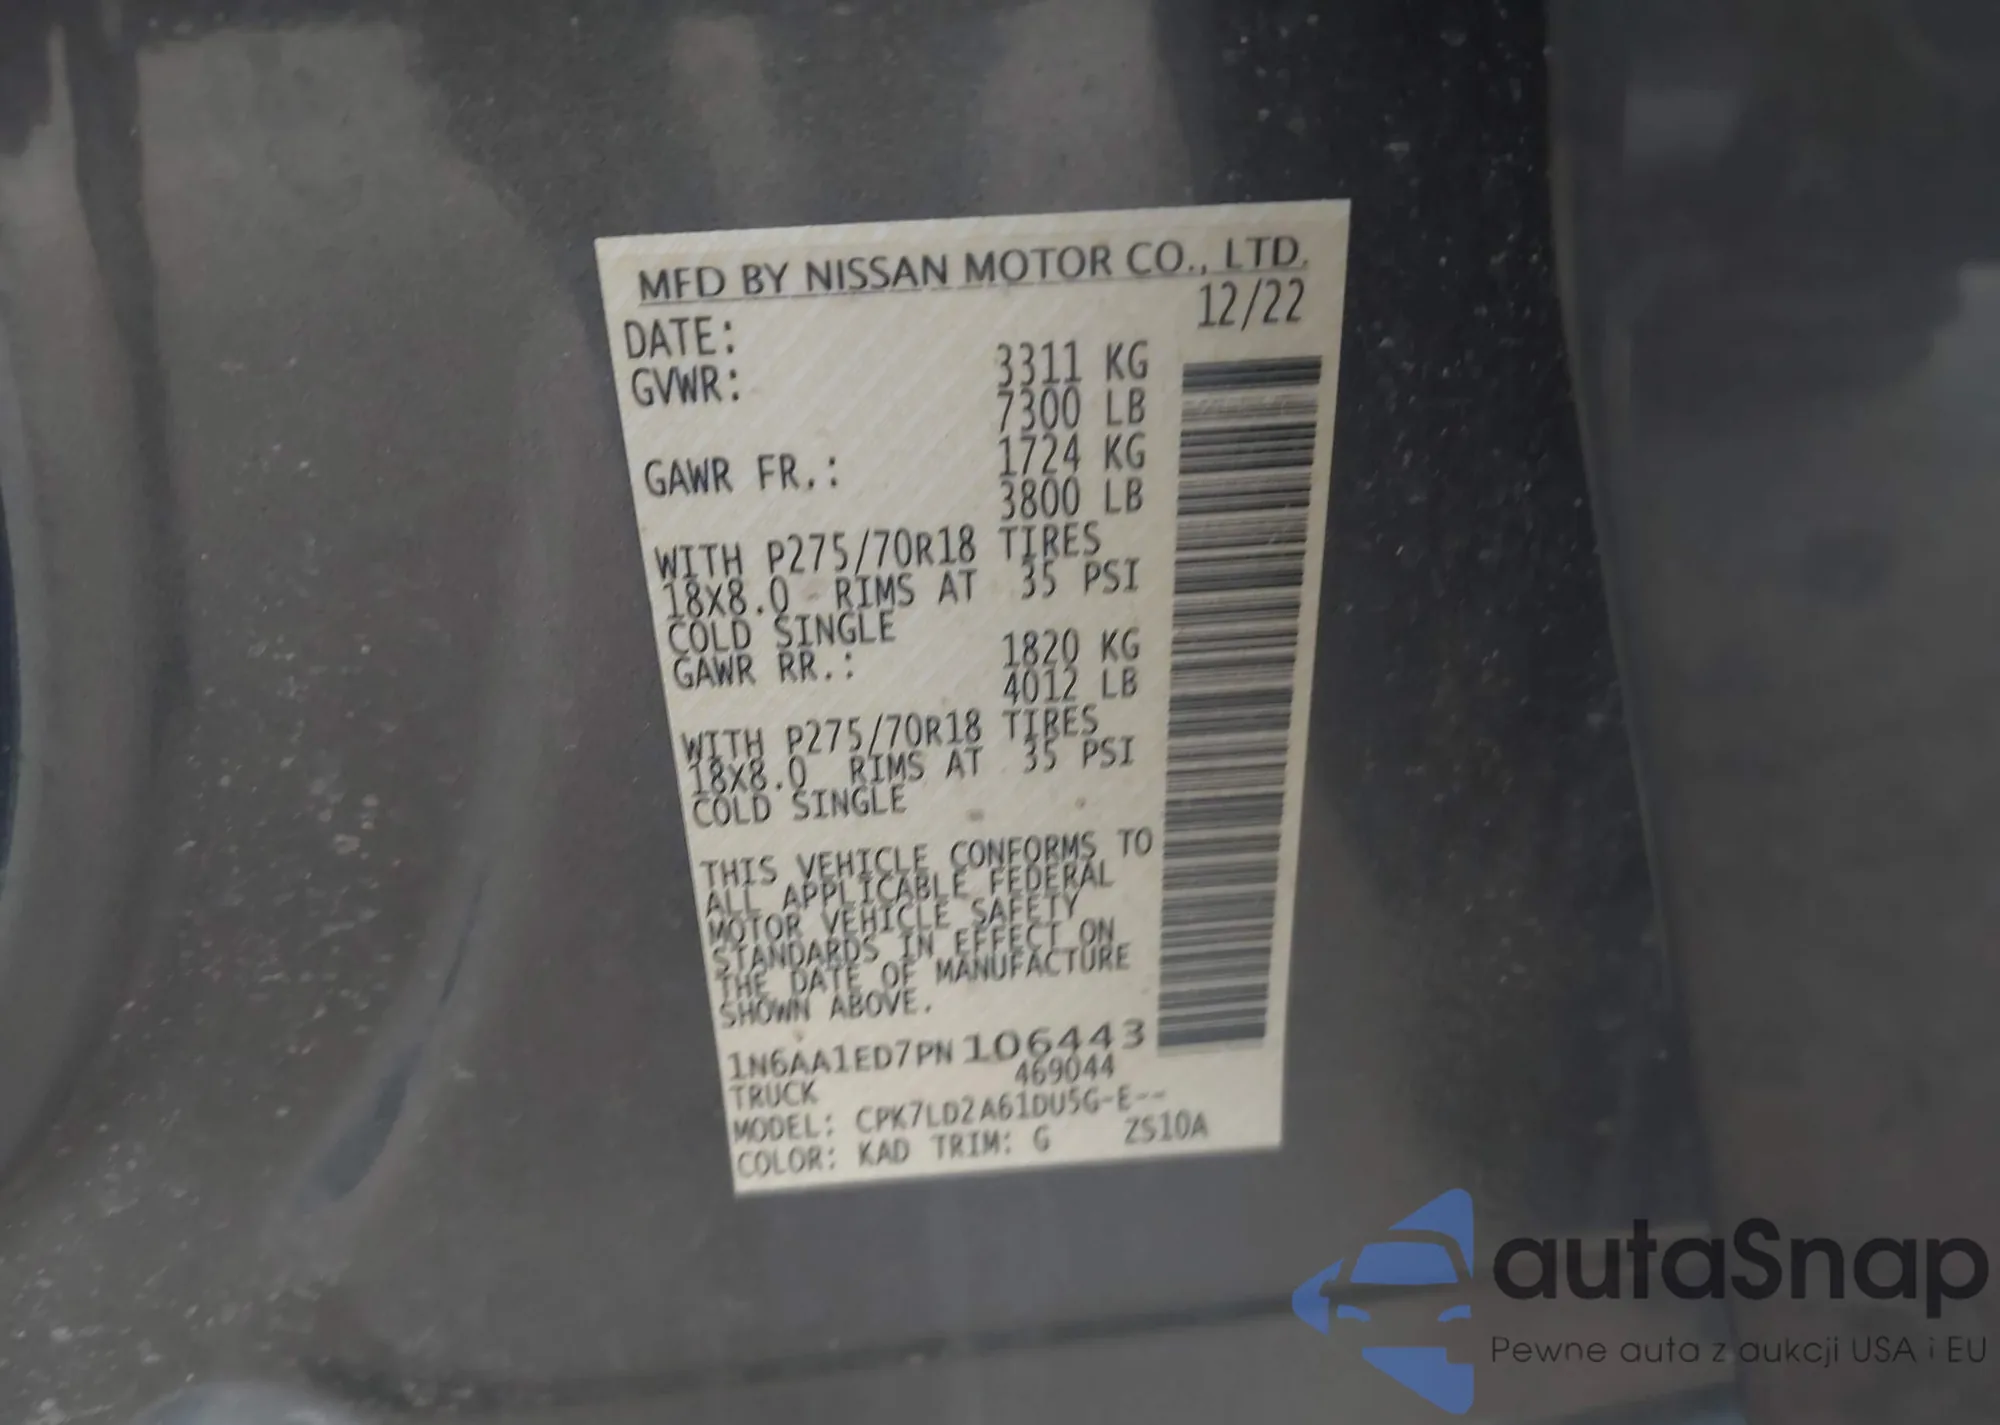 MFD BY NISSAN MOTOR CO., LTD.
DATE: 12/22
GVWR: 3311 KG
7300 LB
GAWR FR.: 1724 KG
3800 LB
WITH P275/70R18 TIRES
18X8.0 RIMS AT 35 PSI
COLD SINGLE
GAWR RR.: 1820 KG
4012 LB
WITH P275/70R18 TIRES
18X8.0 RIMS AT 35 PSI
COLD SINGLE
THIS VEHICLE CONFORMS TO
ALL APPLICABLE FEDERAL
MOTOR VEHICLE SAFETY
STANDARDS IN EFFECT ON
THE DATE OF MANUFACTURE
SHOWN ABOVE.
1N6AA1ED7PN106443
TRUCK 469044
MODEL: CPK7LD2A61DU5G-E--
COLOR: KAD TRIM: G ZS10A
autaSnap
Pewne auta z aukcji USA i EU